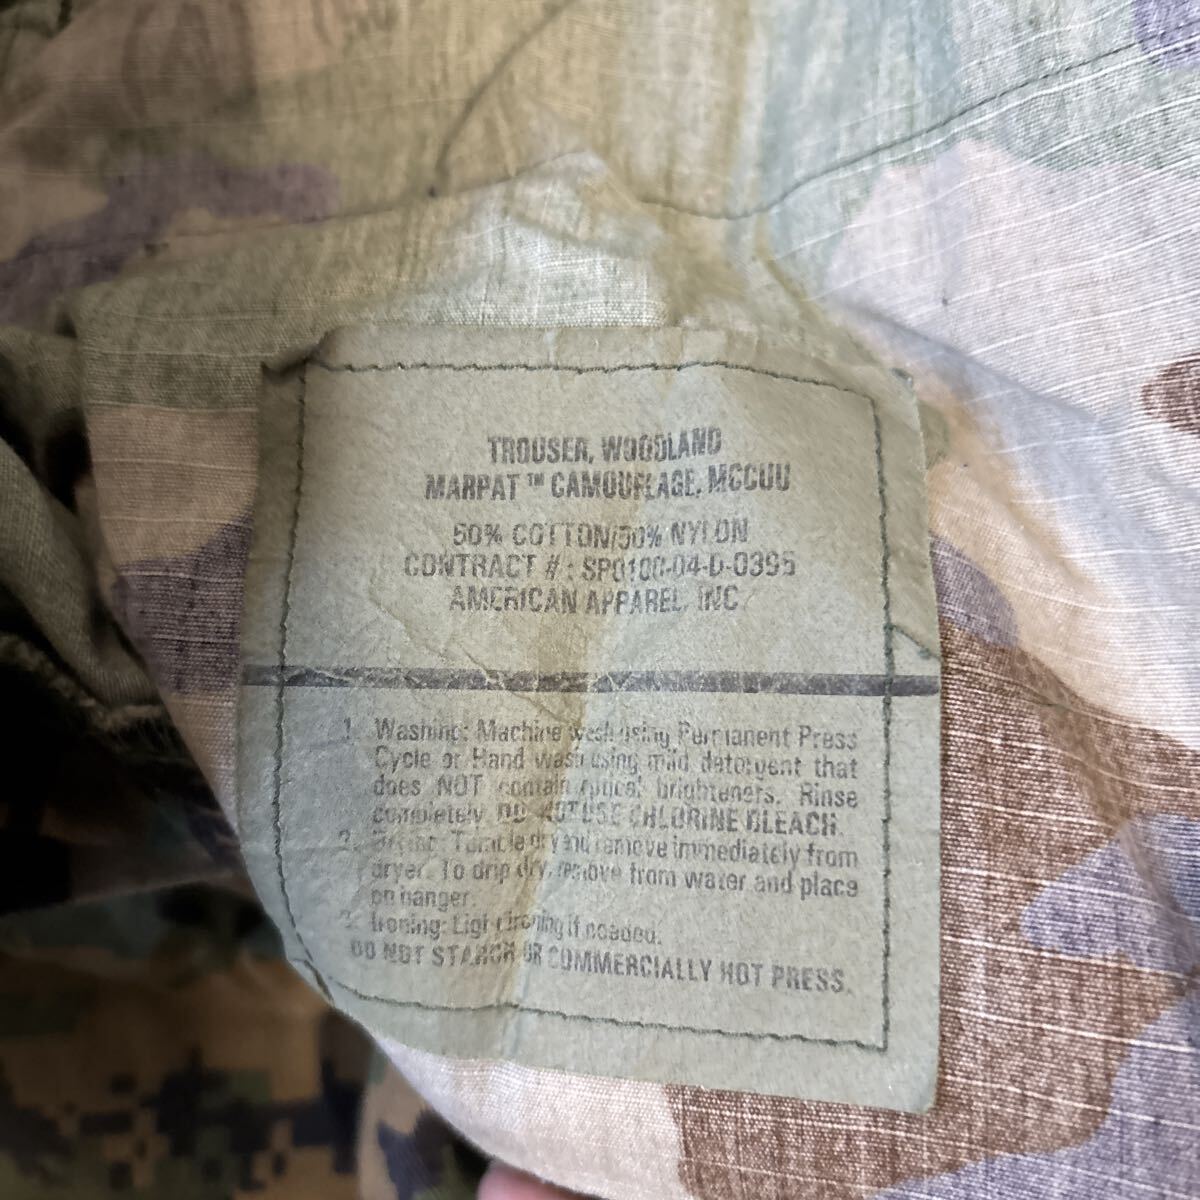 TROUSER, WOODLAND
MARPAT™ CAMOUFLAGE, MCCUU
50% COTTON/50% NYLON
CONTRACT #: SP0100-04-D-0395
AMERICAN APPAREL, INC
1. Washing: Machine wash using Permanent Press
Cycle or Hand wash using mild detergent that
does NOT contain optical brighteners. Rinse
completely. DO NOT USE CHLORINE BLEACH.
2. Drying: Tumble dry and remove immediately from
dryer. To drip dry, remove from water and place
on hanger.
3. Ironing: Light ironing if needed.
DO NOT STARCH OR COMMERCIALLY HOT PRESS.